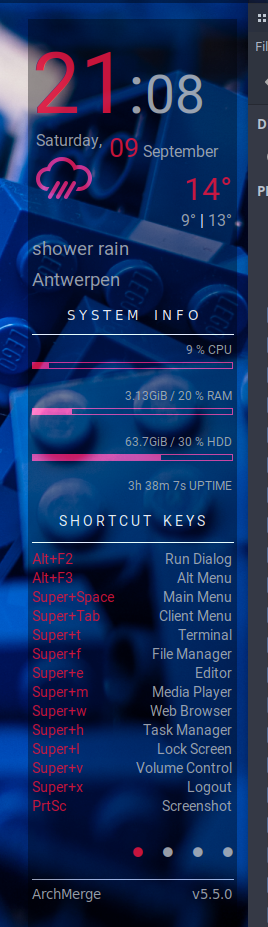 21:08
Saturday, 09 September
14°
9° | 13°
shower rain
Antwerpen
SYSTEM INFO
9 % CPU
3.13GiB / 20 % RAM
63.7GiB / 30 % HDD
3h 38m 7s UPTIME
SHORTCUT KEYS
Alt+F2 Run Dialog
Alt+F3 Alt Menu
Super+Space Main Menu
Super+Tab Client Menu
Super+t Terminal
Super+f File Manager
Super+e Editor
Super+m Media Player
Super+w Web Browser
Super+h Task Manager
Super+l Lock Screen
Super+v Volume Control
Super+x Logout
PrtSc Screenshot
ArchMerge v5.5.0
Fil
D
LEGO
LEGO
LEGO